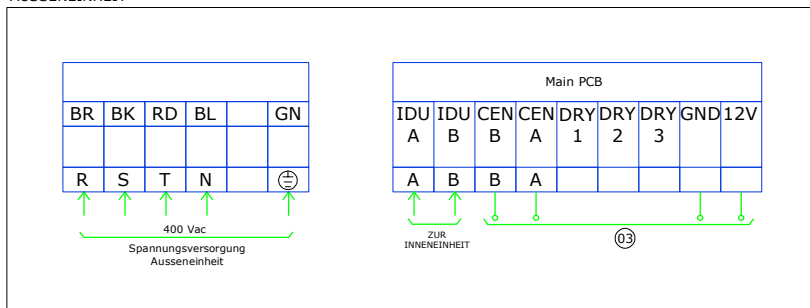 Main PCB
BR BK RD BL GN
R S T N
400 Vac
Spannungsversorgung
Ausseneinheit
IDU IDU CEN CEN DRY DRY DRY GND 12V
A B B A 1 2 3
A B B A
ZUR
INNENEINHEIT
03